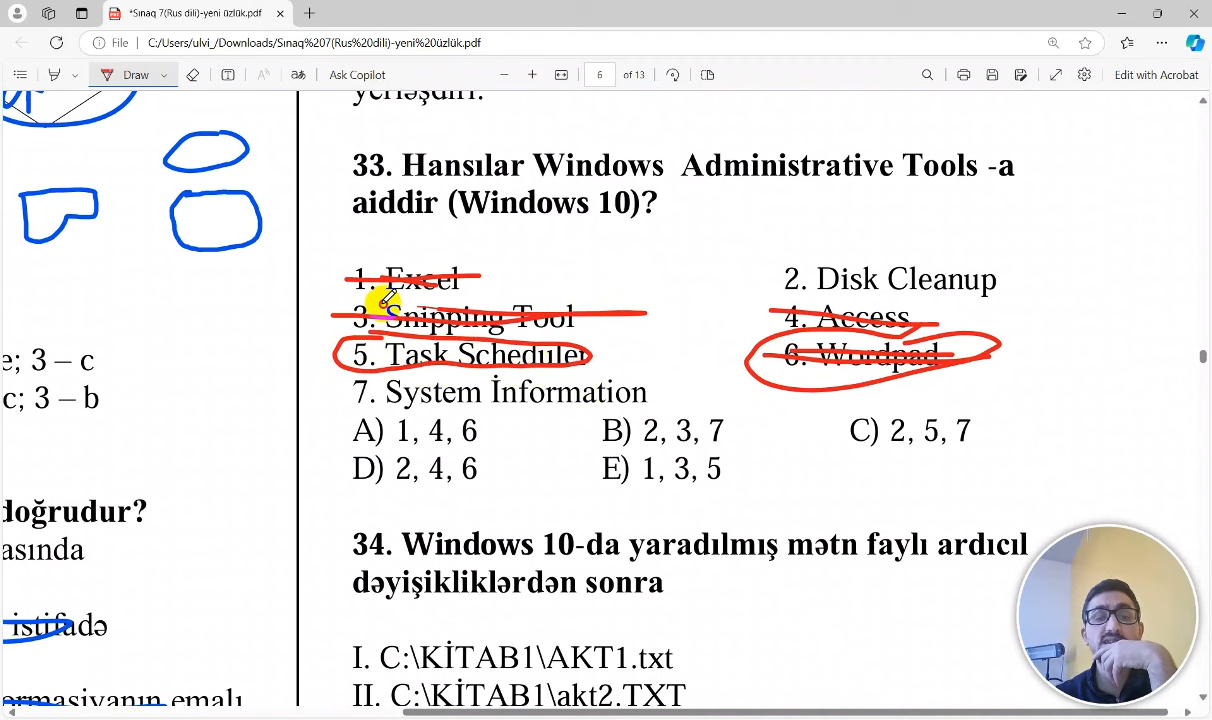 *Sınaq 7(Rus dili)-yeni üzlük.pdf
File C:/Users/ulvi_/Downloads/Sınaq%207(Rus%20dili)-yeni%20üzlük.pdf
Draw Ask Copilot 6 of 13 Edit with Acrobat
yerləşdir.
33. Hansılar Windows Administrative Tools -a
aiddir (Windows 10)?
1. Excel 2. Disk Cleanup
3. Snipping Tool 4. Access
5. Task Scheduler 6. Wordpad
7. System İnformation
A) 1, 4, 6 B) 2, 3, 7 C) 2, 5, 7
D) 2, 4, 6 E) 1, 3, 5
34. Windows 10-da yaradılmış mətn faylı ardıcıl
dəyişikliklərdən sonra
I. C:\KİTAB1\AKT1.txt
II. C:\KİTAB1\akt2.TXT
e; 3 – c
c; 3 – b
doğrudur?
asında
istifadə
ormasiyanın emalı